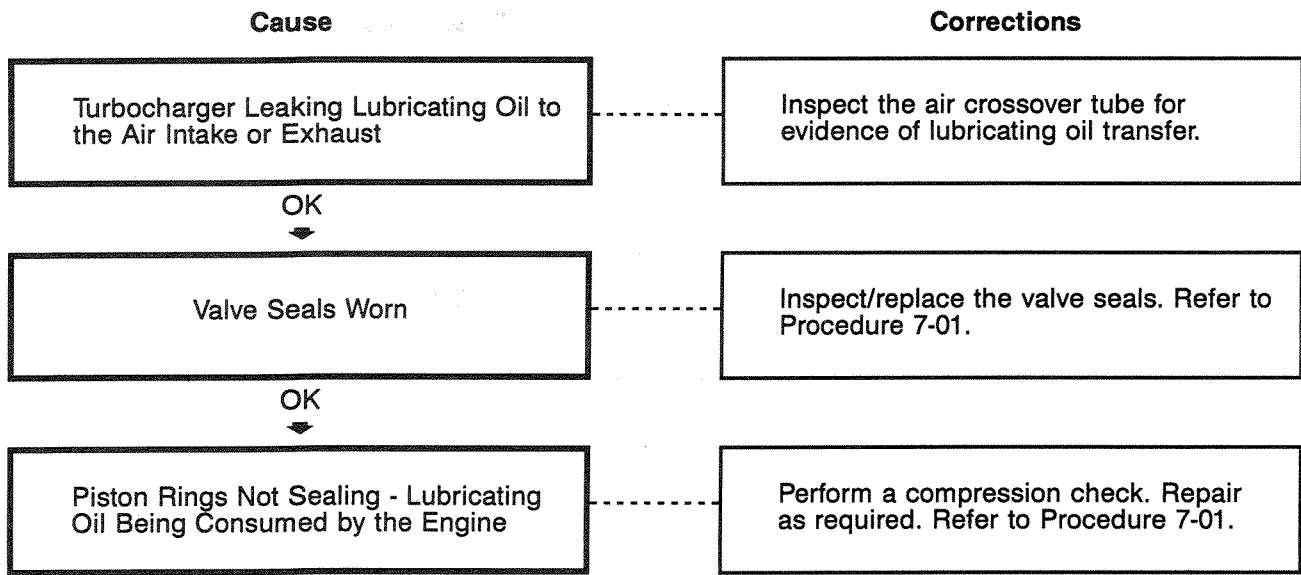 Cause
Corrections
Turbocharger Leaking Lubricating Oil to
the Air Intake or Exhaust
Inspect the air crossover tube for
evidence of lubricating oil transfer.
OK
Valve Seals Worn
Inspect/replace the valve seals. Refer to
Procedure 7-01.
OK
Piston Rings Not Sealing - Lubricating
Oil Being Consumed by the Engine
Perform a compression check. Repair
as required. Refer to Procedure 7-01.